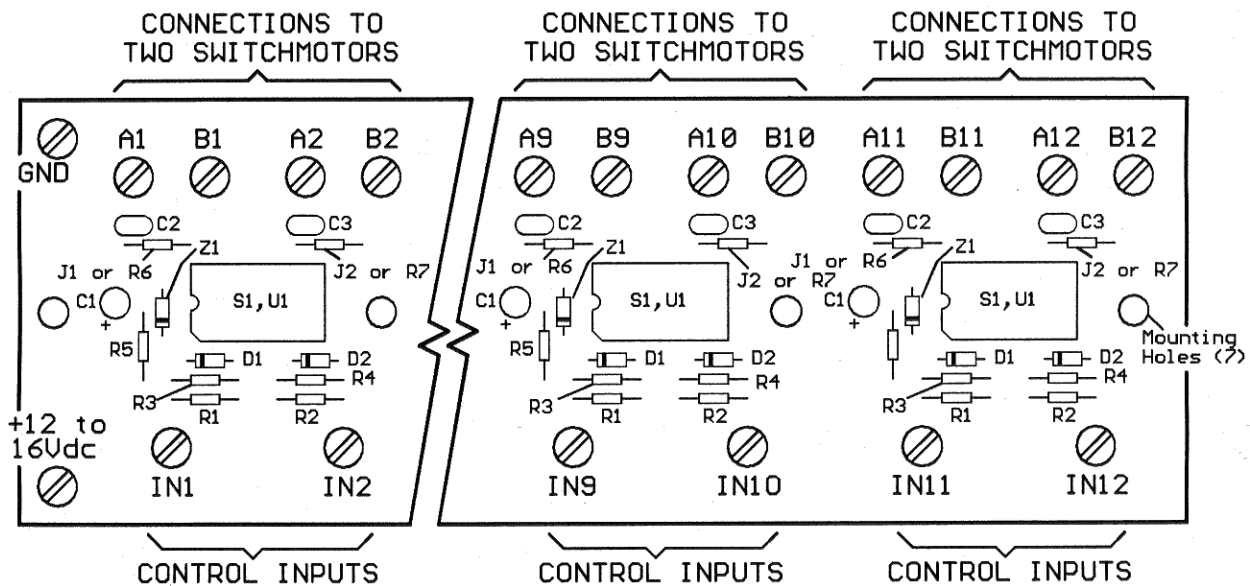 CONNECTIONS TO
TWO SWITCHMOTORS
CONNECTIONS TO
TWO SWITCHMOTORS
CONNECTIONS TO
TWO SWITCHMOTORS
GND
A1 B1 A2 B2
A9 B9 A10 B10
A11 B11 A12 B12
C2 C3
C2 C3
C2 C3
Z1
Z1
J1 or R6
J2 or R7
J1 or R6
J2 or R7
J1 or R6
J2 or R7
C1
+
S1,U1
C1
+
S1,U1
C1
+
S1,U1
Mounting
Holes (7)
R5 D1 D2
R5 D1 D2
D1 D2
R3 R4
R3 R4
R3 R4
R1 R2
R1 R2
R1 R2
+12 to
16Vdc
IN1 IN2
IN9 IN10
IN11 IN12
CONTROL INPUTS
CONTROL INPUTS
CONTROL INPUTS